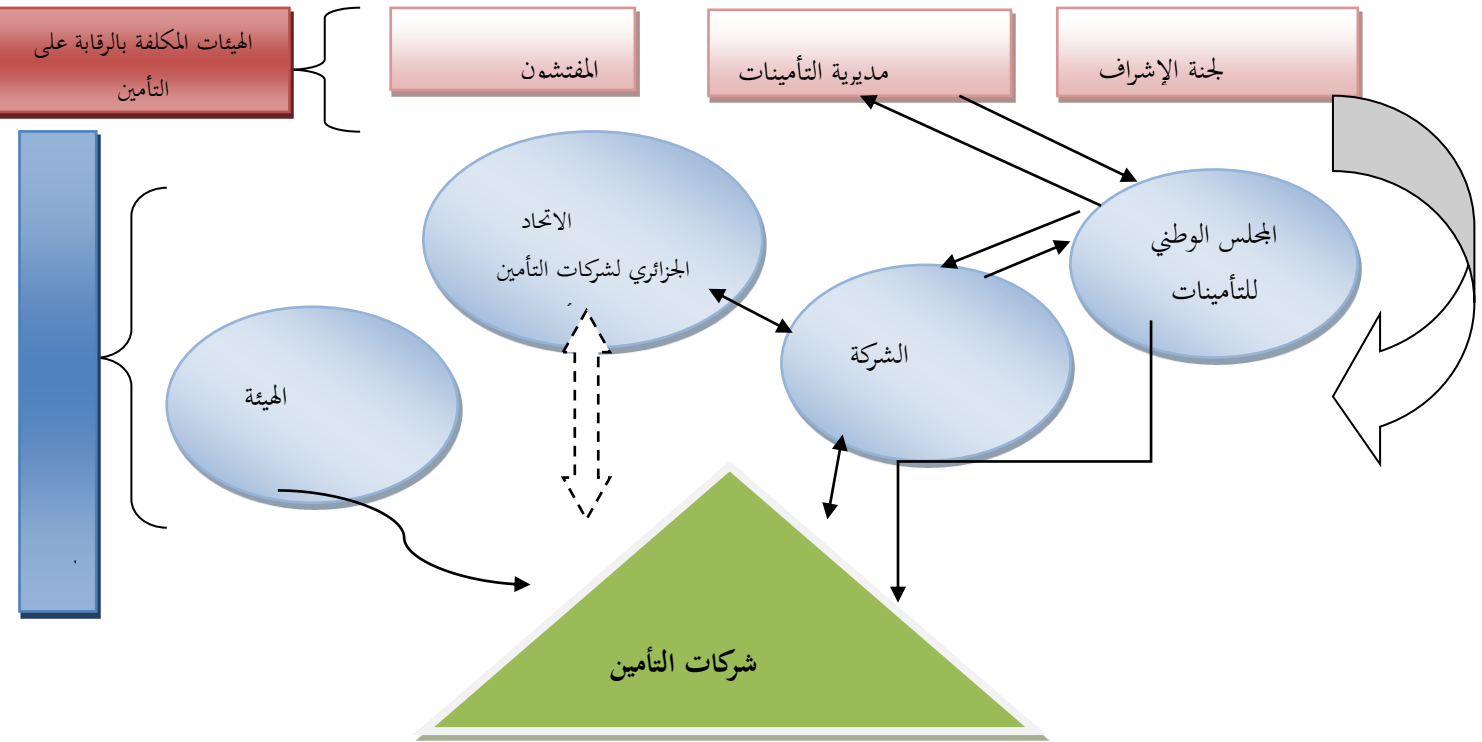 الهيئات المكلفة بالرقابة على
التأمين
المفتشون
مديرية التأمينات
لجنة الإشراف
الاتحاد
الجزائري لشركات التأمين
المجلس الوطني
للتأمينات
الشركة
الهيئة
شركات التأمين